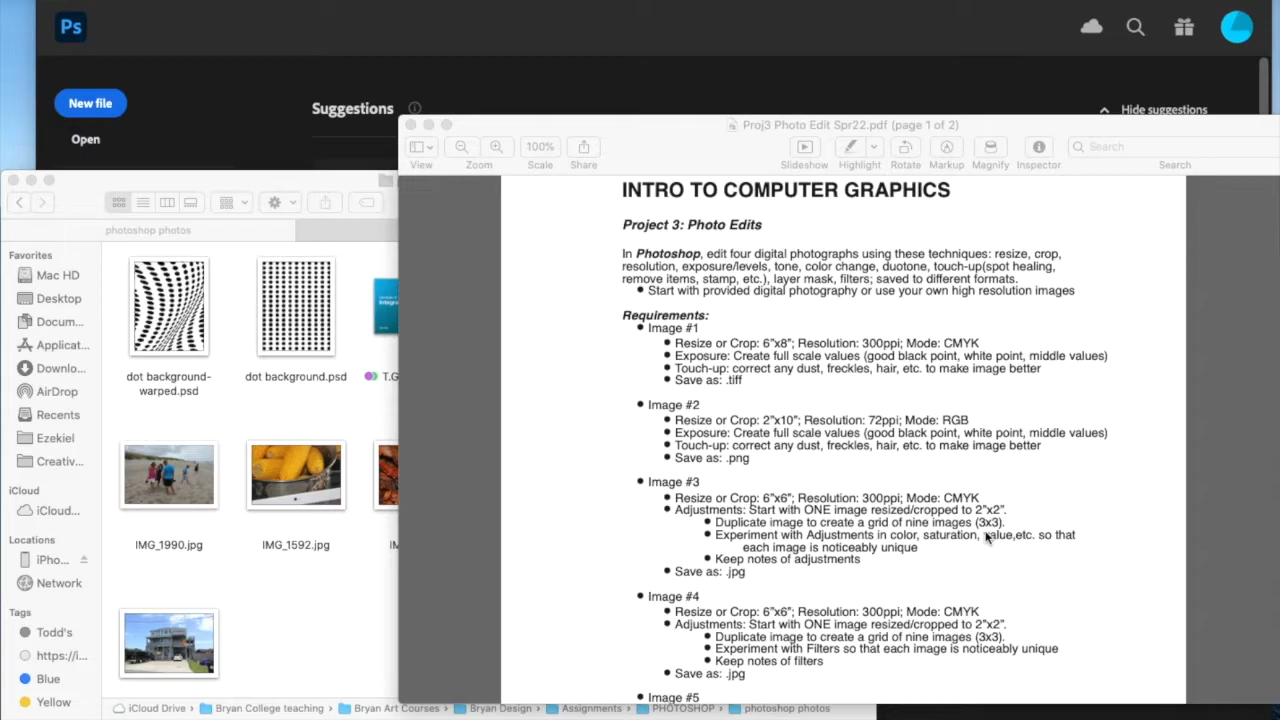 Ps
New file
Suggestions
Hide suggestions
Open
Proj3 Photo Edit Spr22.pdf (page 1 of 2)
100%
Search
View
Zoom
Scale
Share
Slideshow
Highlight
Rotate
Markup
Magnify
Inspector
Search
photoshop photos
Favorites
Mac HD
Desktop
Docum...
Applicat...
Downlo...
AirDrop
Recents
Ezekiel
Creativ...
iCloud
iCloud...
Locations
iPho...
Network
Tags
Todd's
https://i...
Blue
Yellow
dot background-
warped.psd
dot background.psd
T.G
IMG_1990.jpg
IMG_1592.jpg
iCloud Drive
Bryan College teaching
Bryan Art Courses
Bryan Design
Assignments
PHOTOSHOP
photoshop photos
INTRO TO COMPUTER GRAPHICS
Project 3: Photo Edits
In Photoshop, edit four digital photographs using these techniques: resize, crop,
resolution, exposure/levels, tone, color change, duotone, touch-up(spot healing,
remove items, stamp, etc.), layer mask, filters; saved to different formats.
• Start with provided digital photography or use your own high resolution images
Requirements:
• Image #1
• Resize or Crop: 6"x8"; Resolution: 300ppi; Mode: CMYK
• Exposure: Create full scale values (good black point, white point, middle values)
• Touch-up: correct any dust, freckles, hair, etc. to make image better
• Save as: .tiff
• Image #2
• Resize or Crop: 2"x10"; Resolution: 72ppi; Mode: RGB
• Exposure: Create full scale values (good black point, white point, middle values)
• Touch-up: correct any dust, freckles, hair, etc. to make image better
• Save as: .png
• Image #3
• Resize or Crop: 6"x6"; Resolution: 300ppi; Mode: CMYK
• Adjustments: Start with ONE image resized/cropped to 2"x2".
• Duplicate image to create a grid of nine images (3x3).
• Experiment with Adjustments in color, saturation, value,etc. so that
each image is noticeably unique
• Keep notes of adjustments
• Save as: .jpg
• Image #4
• Resize or Crop: 6"x6"; Resolution: 300ppi; Mode: CMYK
• Adjustments: Start with ONE image resized/cropped to 2"x2".
• Duplicate image to create a grid of nine images (3x3).
• Experiment with Filters so that each image is noticeably unique
• Keep notes of filters
• Save as: .jpg
• Image #5